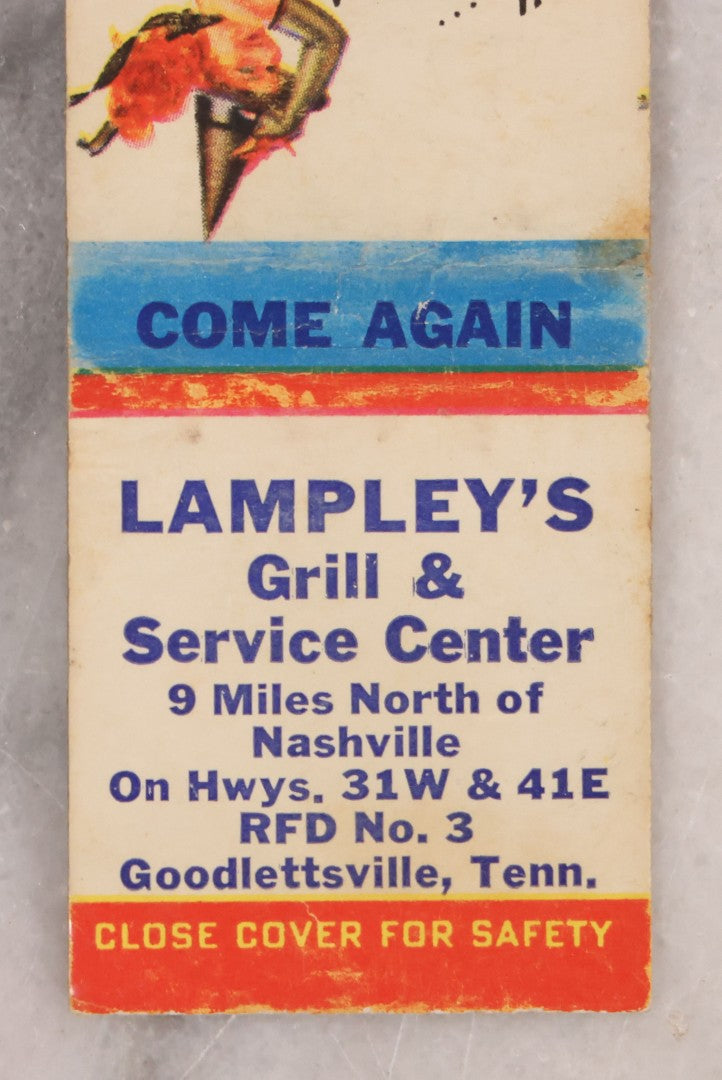 COME AGAIN
LAMPLEY'S
Grill &
Service Center
9 Miles North of
Nashville
On Hwys. 31W & 41E
RFD No. 3
Goodlettsville, Tenn.
CLOSE COVER FOR SAFETY